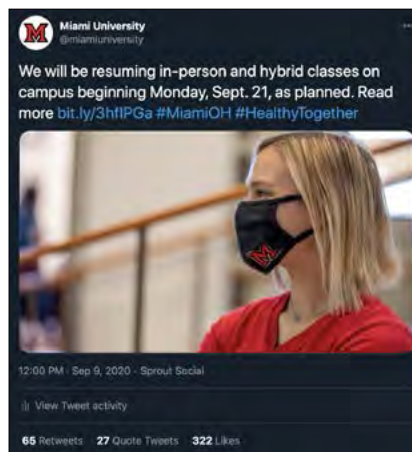 Miami University
@miamiuniversity
We will be resuming in-person and hybrid classes on
campus beginning Monday, Sept. 21, as planned. Read
more bit.ly/3hflPGa #MiamiOH #HealthyTogether
M
12:00 PM · Sep 9, 2020 · Sprout Social
View Tweet activity
65 Retweets 27 Quote Tweets 322 Likes